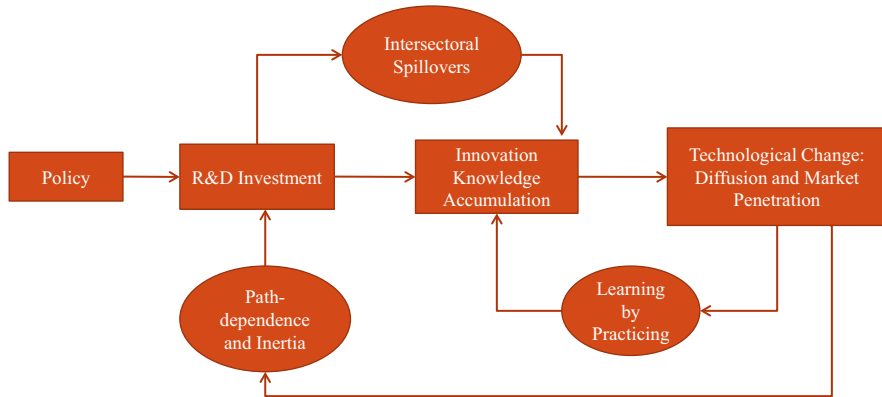 Intersectoral
Spillovers
Policy
R&D Investment
Innovation
Knowledge
Accumulation
Technological Change:
Diffusion and Market
Penetration
Path-
dependence
and Inertia
Learning
by
Practicing